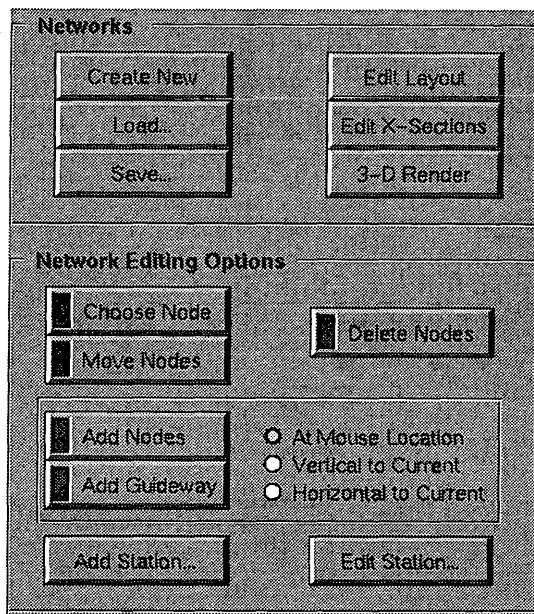 Networks
Create New
Edit Layout
Load...
Edit X-Sections
Save...
3-D Render
Network Editing Options
Choose Node
Delete Nodes
Move Nodes
Add Nodes
At Mouse Location
Vertical to Current
Add Guideway
Horizontal to Current
Add Station...
Edit Station...